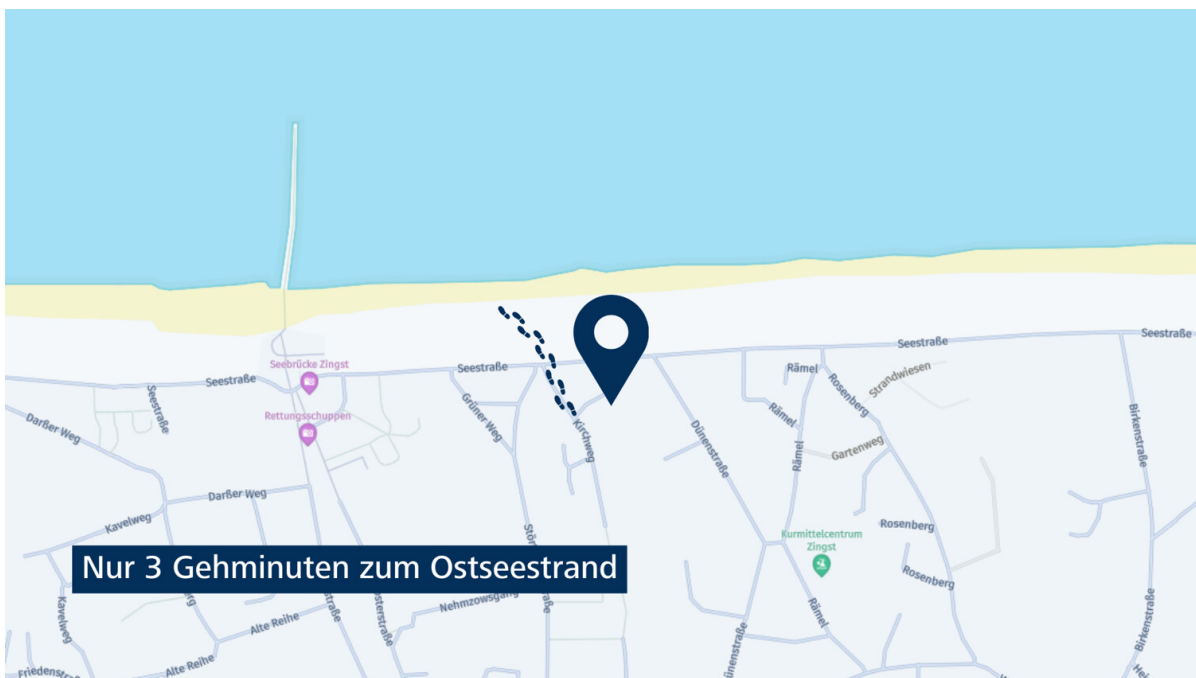 Seestraße
Seestraße
Seebrücke Zingst
Seestraße
Rämel
Strandwiesen
Seestraße
Seestraße
Rosenberg
Grüner Weg
Rettungsschuppen
Darßer Weg
Kirchweg
Dünenstraße
Rämel
Rämel
Gartenweg
Birkenstraße
Darßer Weg
Kavelweg
Rosenberg
Kurmittelcentrum
Zingst
Nur 3 Gehminuten zum Ostseestrand
Rosenberg
Kavelweg
Nehmzowsgang
Alte Reihe
Rämel
Birkenstraße
Alte Reihe